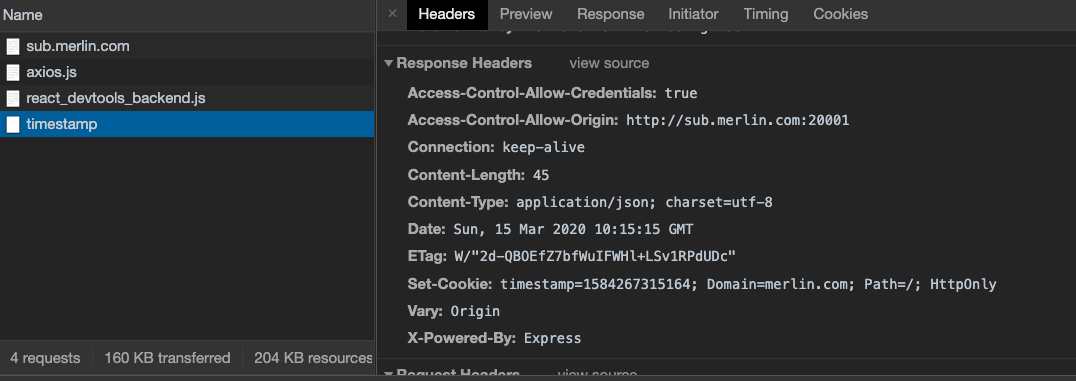 Name
sub.merlin.com
axios.js
react_devtools_backend.js
timestamp
4 requests 160 KB transferred 204 KB resources
× Headers Preview Response Initiator Timing Cookies
Response Headers view source
Access-Control-Allow-Credentials: true
Access-Control-Allow-Origin: http://sub.merlin.com:20001
Connection: keep-alive
Content-Length: 45
Content-Type: application/json; charset=utf-8
Date: Sun, 15 Mar 2020 10:15:15 GMT
ETag: W/"2d-QBOEfZ7bfWuIFWHl+LSv1RPdUDc"
Set-Cookie: timestamp=1584267315164; Domain=merlin.com; Path=/; HttpOnly
Vary: Origin
X-Powered-By: Express
Request Headers view source